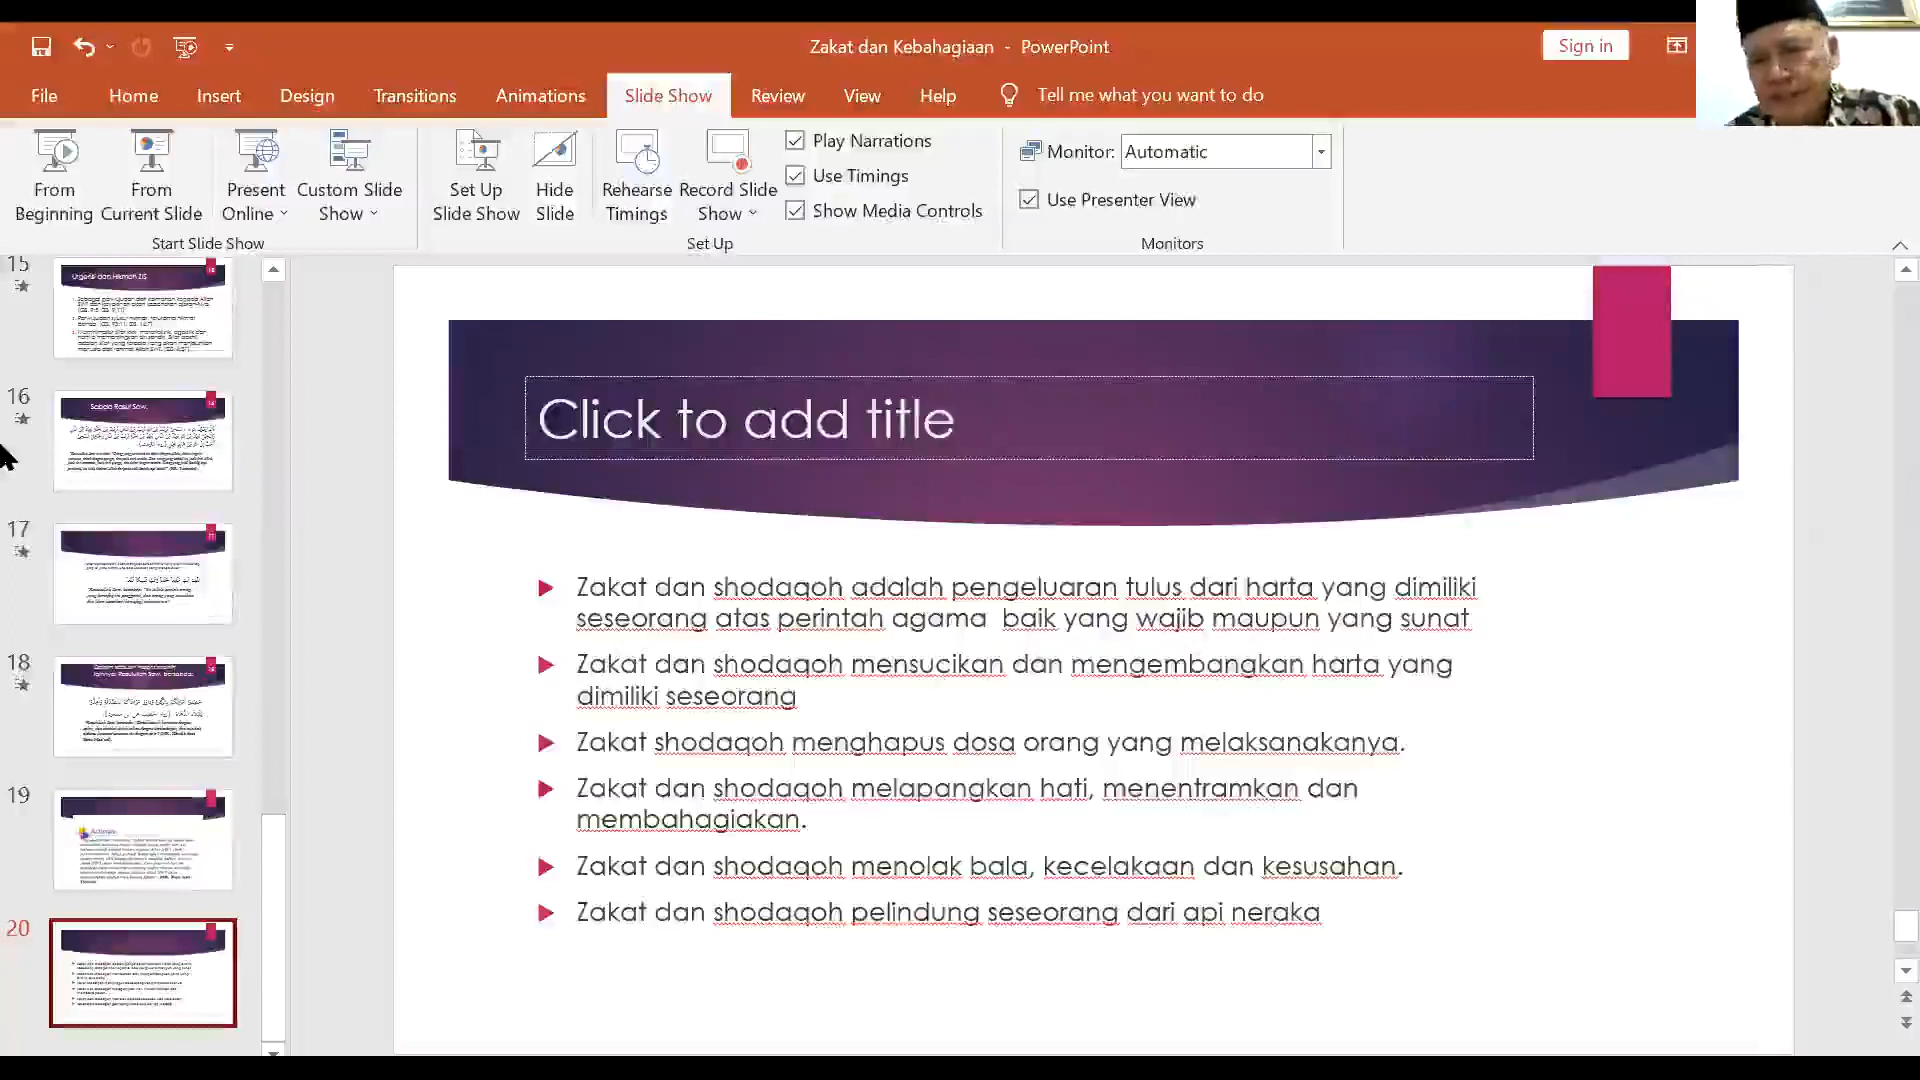 Zakat dan Kebahagiaan - PowerPoint
Sign in
File Home Insert Design Transitions Animations Slide Show Review View Help Tell me what you want to do
From Beginning
From Current Slide
Present Online
Custom Slide Show
Start Slide Show
Set Up Slide Show
Hide Slide
Rehearse Timings
Record Slide Show
Play Narrations
Use Timings
Show Media Controls
Set Up
Monitor: Automatic
Use Presenter View
Monitors
15
Urgensi dan Hikmah ZIS
16
Sabda Rasul Saw.
17
18
19
20
Click to add title
Zakat dan shodaqoh adalah pengeluaran tulus dari harta yang dimiliki
seseorang atas perintah agama baik yang wajib maupun yang sunat
Zakat dan shodaqoh mensucikan dan mengembangkan harta yang
dimiliki seseorang
Zakat shodaqoh menghapus dosa orang yang melaksanakanya.
Zakat dan shodaqoh melapangkan hati, menentramkan dan
membahagiakan.
Zakat dan shodaqoh menolak bala, kecelakaan dan kesusahan.
Zakat dan shodaqoh pelindung seseorang dari api neraka